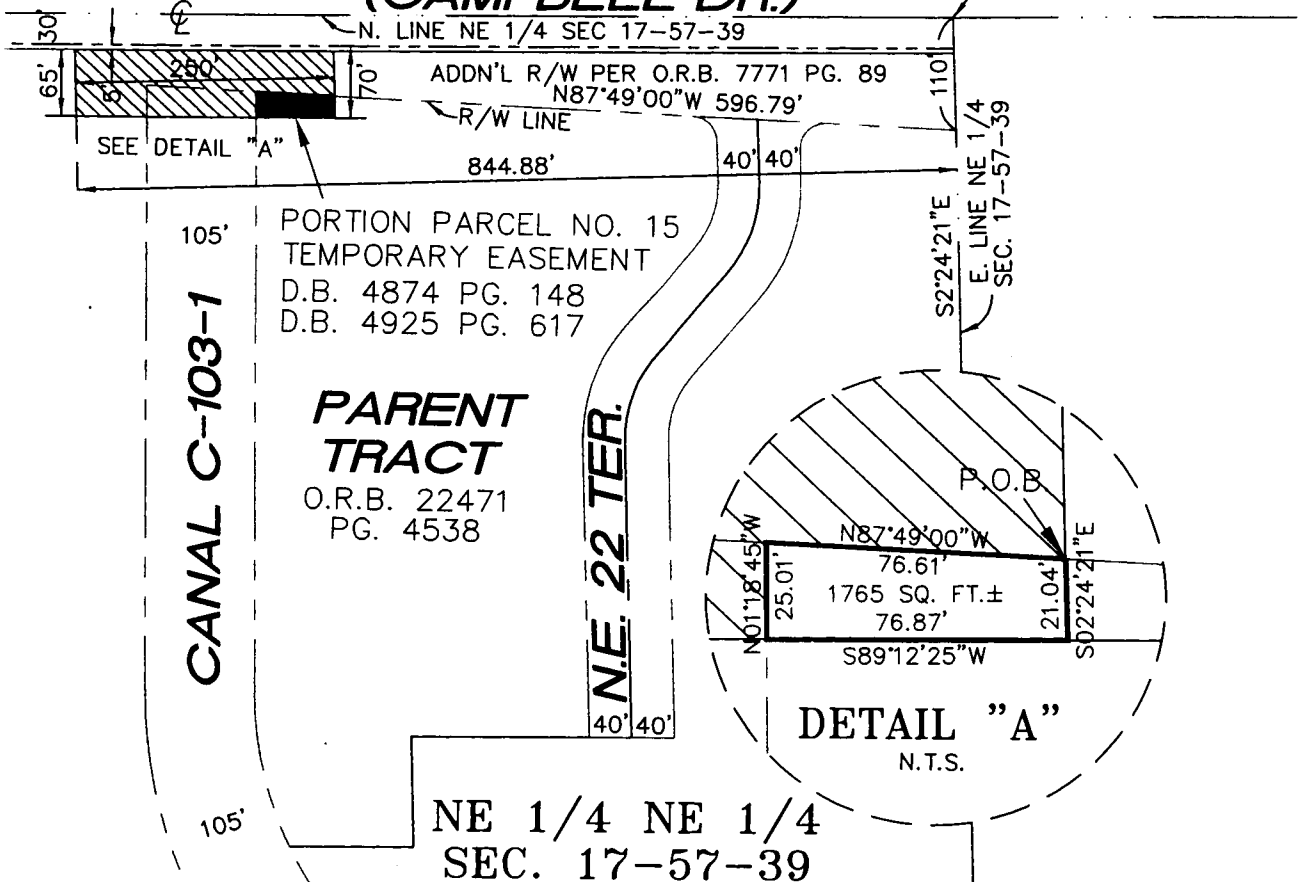 (CAMPBELL DR.)
30'
℄
N. LINE NE 1/4 SEC 17-57-39
65'
5'
250'
70'
ADDN'L R/W PER O.R.B. 7771 PG. 89
N87°49'00"W 596.79'
R/W LINE
110'
SEE DETAIL "A"
844.88'
40' 40'
S2°24'21"E
E. LINE NE 1/4
SEC. 17-57-39
105'
PORTION PARCEL NO. 15
TEMPORARY EASEMENT
D.B. 4874 PG. 148
D.B. 4925 PG. 617
CANAL C-103-1
PARENT
TRACT
O.R.B. 22471
PG. 4538
N.E. 22 TER.
40' 40'
P.O.B.
N87°49'00"W
76.61'
N01°18'45"W
25.01'
1765 SQ. FT.±
21.04'
S02°24'21"E
76.87'
S89°12'25"W
DETAIL "A"
N.T.S.
105'
NE 1/4 NE 1/4
SEC. 17-57-39